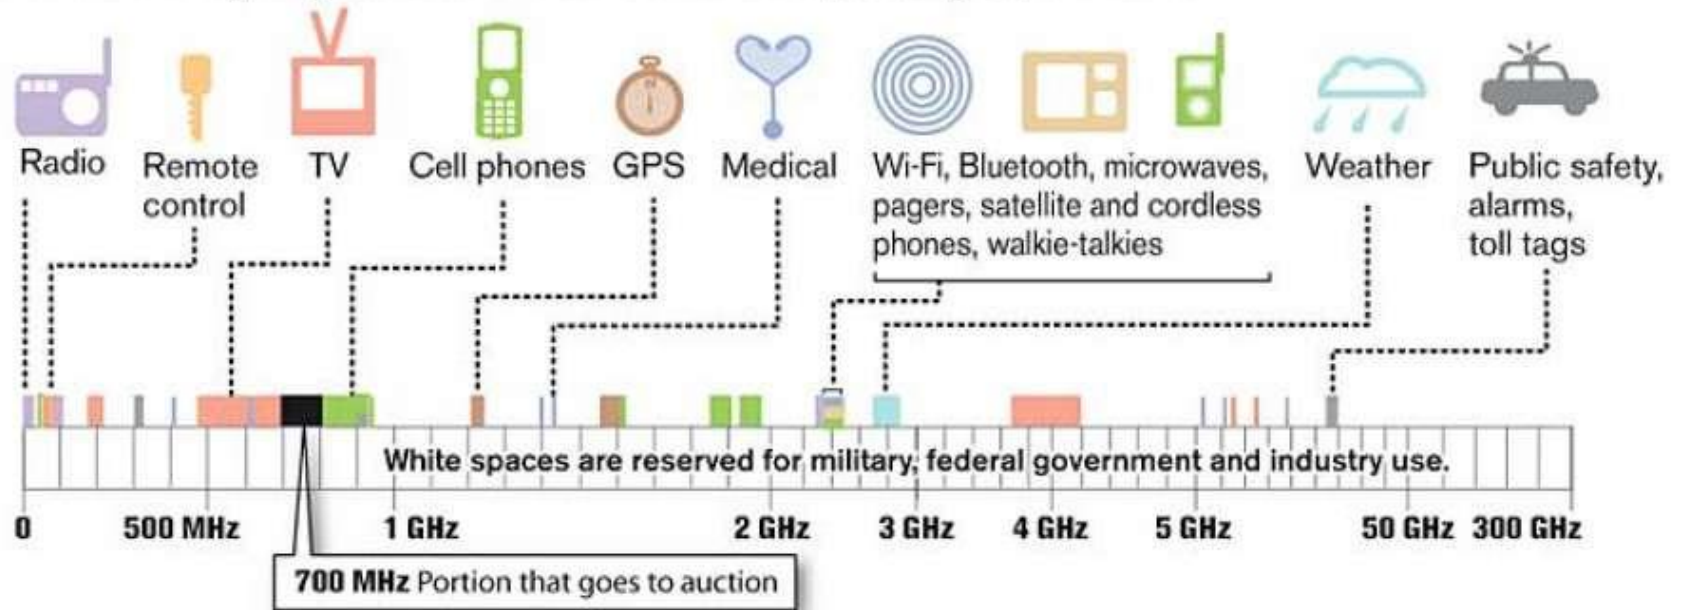 Radio
Remote
control
TV
Cell phones
GPS
Medical
Wi-Fi, Bluetooth, microwaves,
pagers, satellite and cordless
phones, walkie-talkies
Weather
Public safety,
alarms,
toll tags
White spaces are reserved for military, federal government and industry use.
0
500 MHz
1 GHz
2 GHz
3 GHz
4 GHz
5 GHz
50 GHz
300 GHz
700 MHz Portion that goes to auction